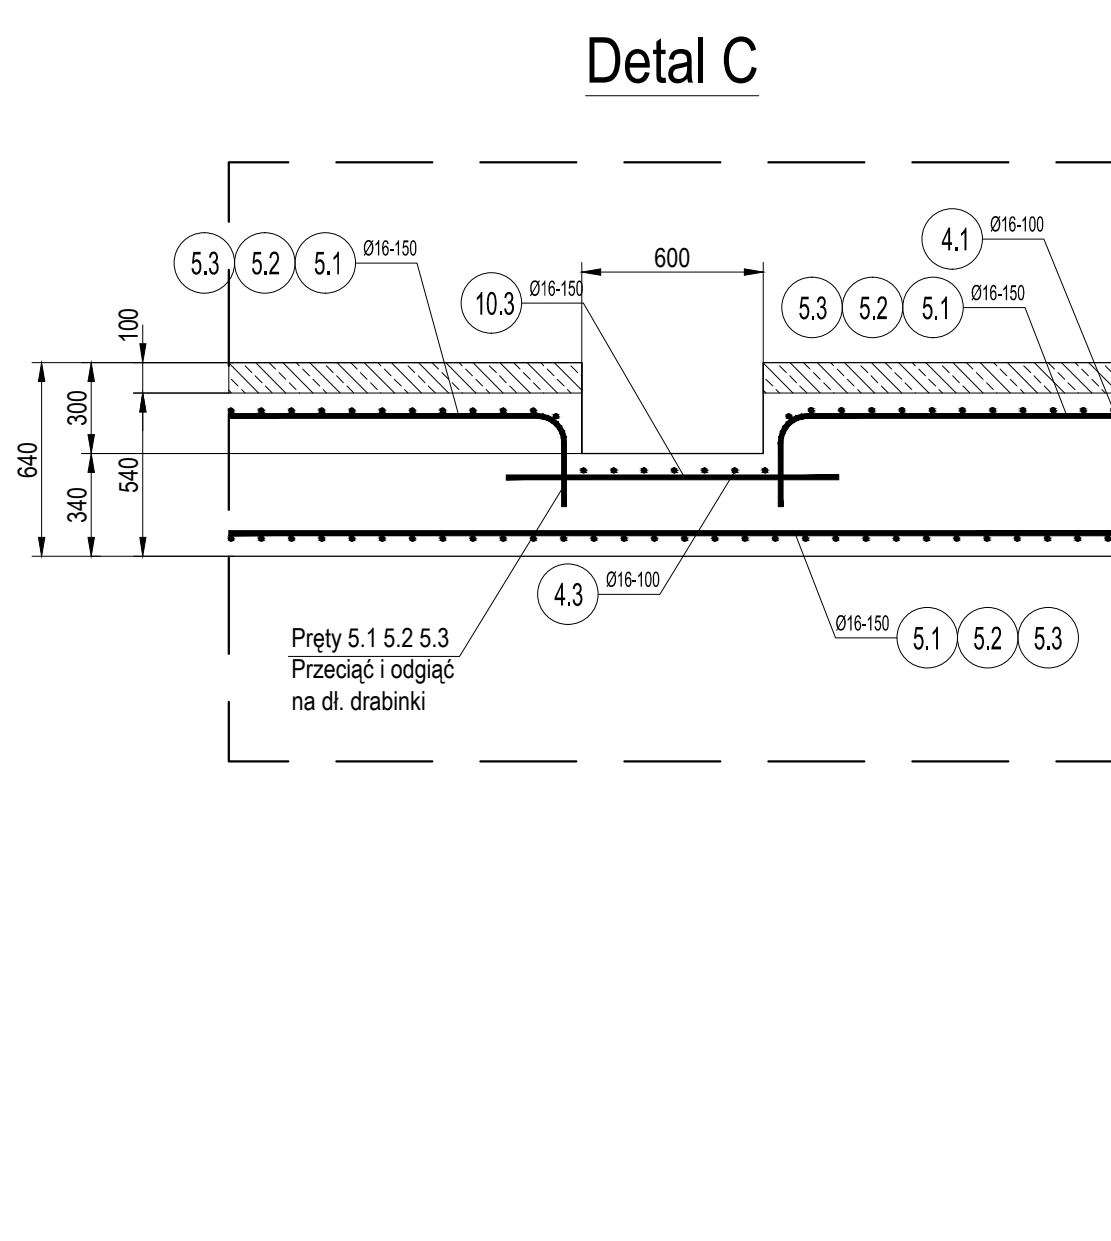 Detal C
4.1 Ø16-100
5.3 5.2 5.1 Ø16-150
600
10.3 Ø16-150
5.3 5.2 5.1 Ø16-150
100
300
640
540
340
4.3 Ø16-100
Ø16-150 5.1 5.2 5.3
Pręty 5.1 5.2 5.3
Przeciąć i odgiąć
na dł. drabinki